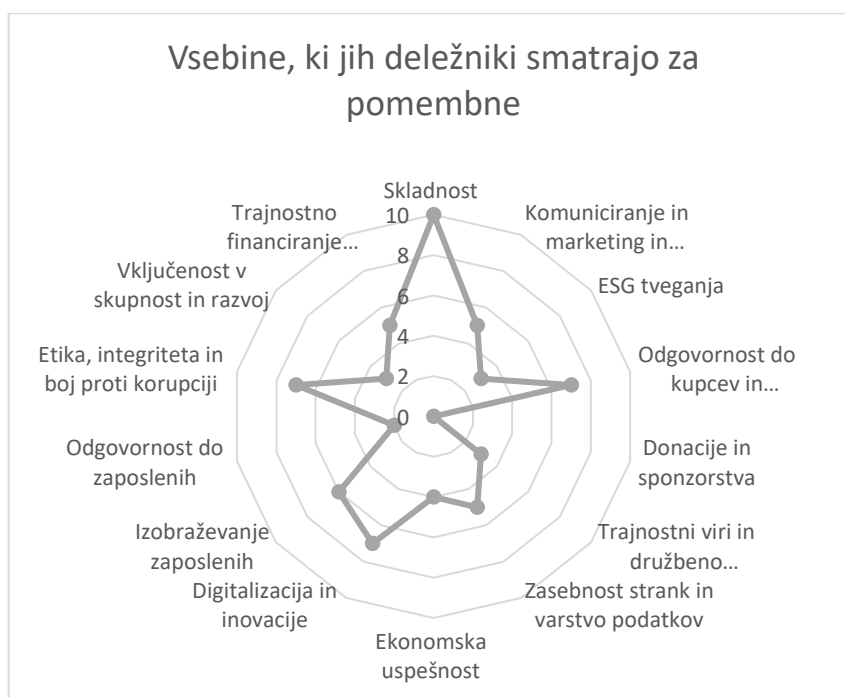 Vsebine, ki jih deležniki smatrajo za
pomembne
Skladnost
Komuniciranje in
marketing in...
ESG tveganja
Odgovornost do
kupcev in...
Donacije in
sponzorstva
Trajnostni viri in
družbeno...
Zasebnost strank in
varstvo podatkov
Ekonomska
uspešnost
Digitalizacija in
inovacije
Izobraževanje
zaposlenih
Odgovornost do
zaposlenih
Etika, integriteta in
boj proti korupciji
Vključenost v
skupnost in razvoj
Trajnostno
financiranje...
10
8
6
4
2
0